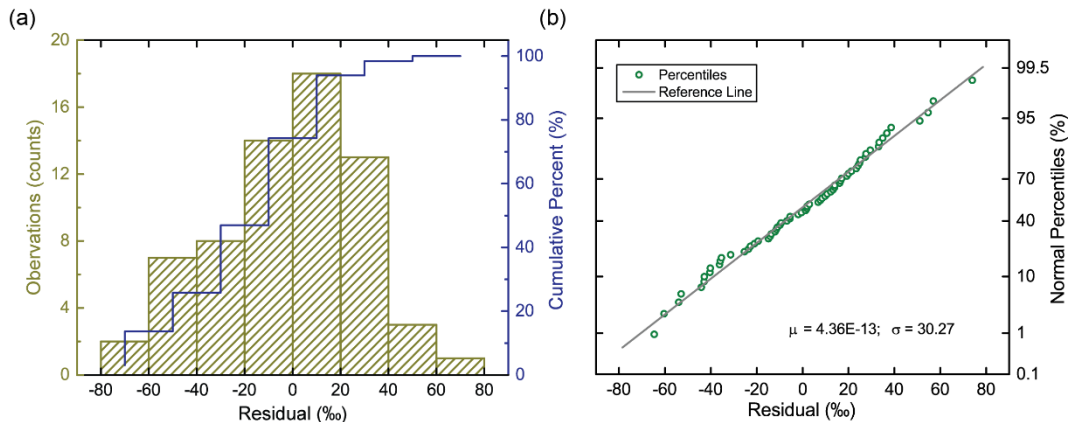 (a)
20
16
12
8
4
0
Obervations (counts)
-80 -60 -40 -20 0 20 40 60 80
Residual (‰)
100
80
60
40
20
0
Cumulative Percent (%)
(b)
Percentiles
Reference Line
μ = 4.36E-13; σ = 30.27
-80 -60 -40 -20 0 20 40 60 80
Residual (‰)
99.5
95
70
40
10
1
0.1
Normal Percentiles (%)